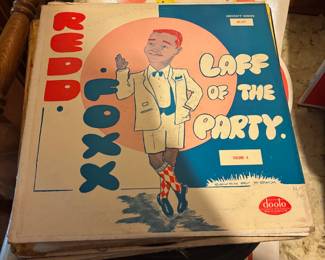 REDD
FOXX
LAFF
OF THE
PARTY.
VOLUME 4
dooto